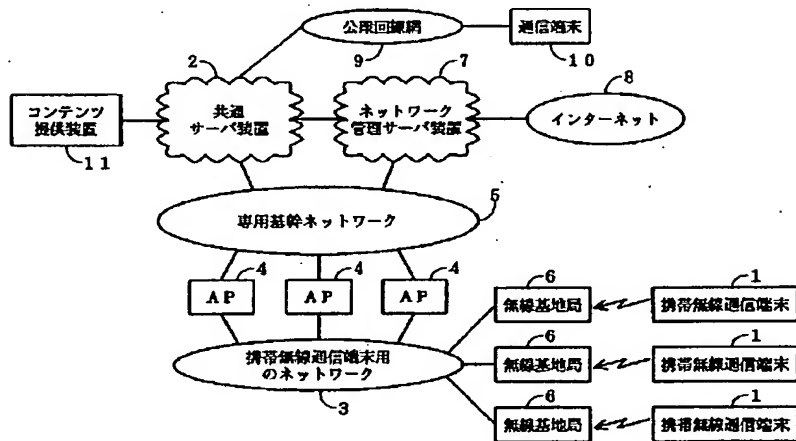 公衆回線網
通信端末
9
10
2
7
8
コンテンツ
提供装置
共通
サーバ装置
ネットワーク
管理サーバ装置
インターネット
11
5
専用基幹ネットワーク
4
4
4
AP
AP
AP
6
1
無線基地局
携帯無線通信端末
6
1
無線基地局
携帯無線通信端末
携帯無線通信端末用
のネットワーク
6
1
3
無線基地局
携帯無線通信端末